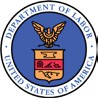 DEPARTMENT OF LABOR
UNITED STATES OF AMERICA